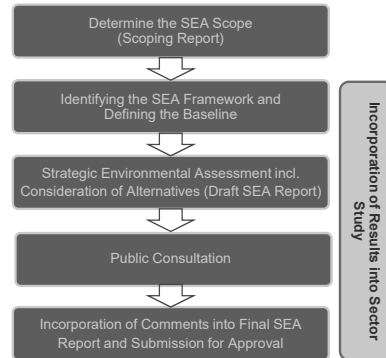 Determine the SEA Scope
(Scoping Report)
Identifying the SEA Framework and
Defining the Baseline
Strategic Environmental Assessment incl.
Consideration of Alternatives (Draft SEA Report)
Public Consultation
Incorporation of Comments into Final SEA
Report and Submission for Approval
Incorporation of Results into Sector
Study